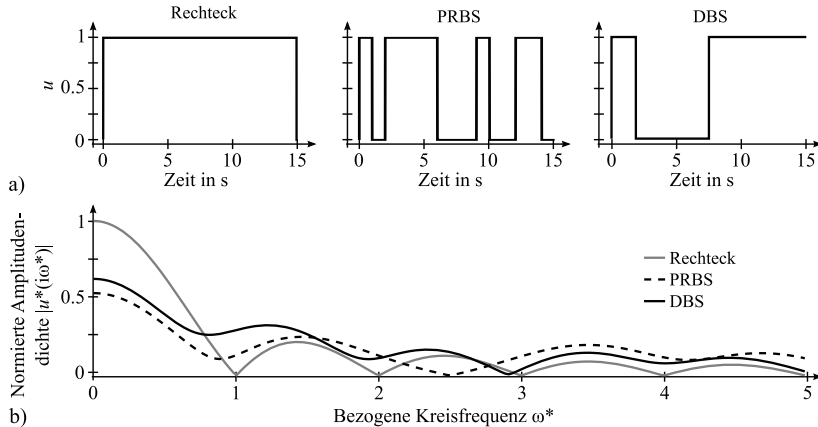 Rechteck
PRBS
DBS
u
1
0.5
0
0
5
10
15
0
5
10
15
0
5
10
15
Zeit in s
Zeit in s
Zeit in s
a)
Normierte Amplituden-
dichte |u*(iω*)|
1
0.5
0
Rechteck
PRBS
DBS
0
1
2
3
4
5
b)
Bezogene Kreisfrequenz ω*